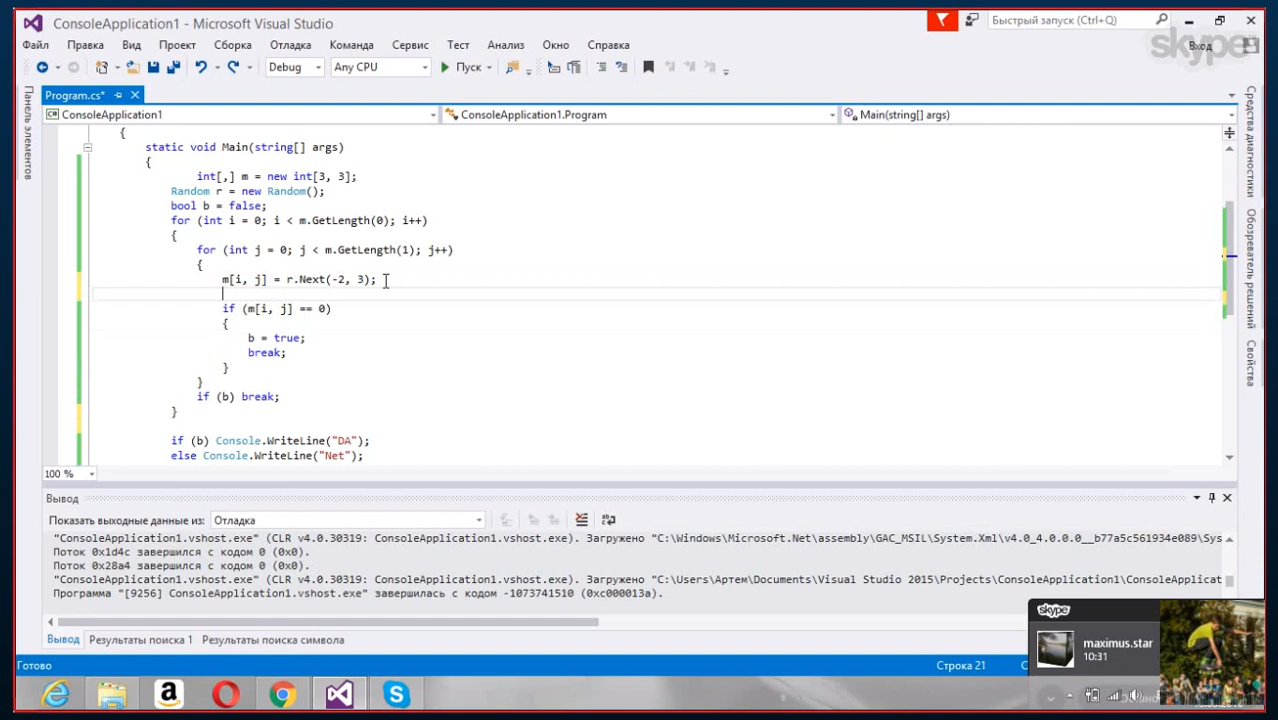 ConsoleApplication1 - Microsoft Visual Studio
Быстрый запуск (Ctrl+Q)
Файл Правка Вид Проект Сборка Отладка Команда Сервис Тест Анализ Окно Справка
Вход
skype
Debug Any CPU Пуск
Program.cs*
ConsoleApplication1 ConsoleApplication1.Program Main(string[] args)
Панель элементов
{
static void Main(string[] args)
{
int[,] m = new int[3, 3];
Random r = new Random();
bool b = false;
for (int i = 0; i < m.GetLength(0); i++)
{
for (int j = 0; j < m.GetLength(1); j++)
{
m[i, j] = r.Next(-2, 3);
if (m[i, j] == 0)
{
b = true;
break;
}
}
if (b) break;
}
if (b) Console.WriteLine("DA");
else Console.WriteLine("Net");
Средства диагностики
Обозреватель решений
Свойства
100 %
Вывод
Показать выходные данные из: Отладка
"ConsoleApplication1.vshost.exe" (CLR v4.0.30319: ConsoleApplication1.vshost.exe). Загружено "C:\Windows\Microsoft.Net\assembly\GAC_MSIL\System.Xml\v4.0_4.0.0.0__b77a5c561934e089\Sys
Поток 0x1d4c завершился с кодом 0 (0x0).
Поток 0x28a4 завершился с кодом 0 (0x0).
"ConsoleApplication1.vshost.exe" (CLR v4.0.30319: ConsoleApplication1.vshost.exe). Загружено "C:\Users\Артем\Documents\Visual Studio 2015\Projects\ConsoleApplication1\ConsoleApplicat
Программа "[9256] ConsoleApplication1.vshost.exe" завершилась с кодом -1073741510 (0xc000013a).
Вывод Результаты поиска 1 Результаты поиска символа
Готово
Строка 21
skype
maximus.star
10:31